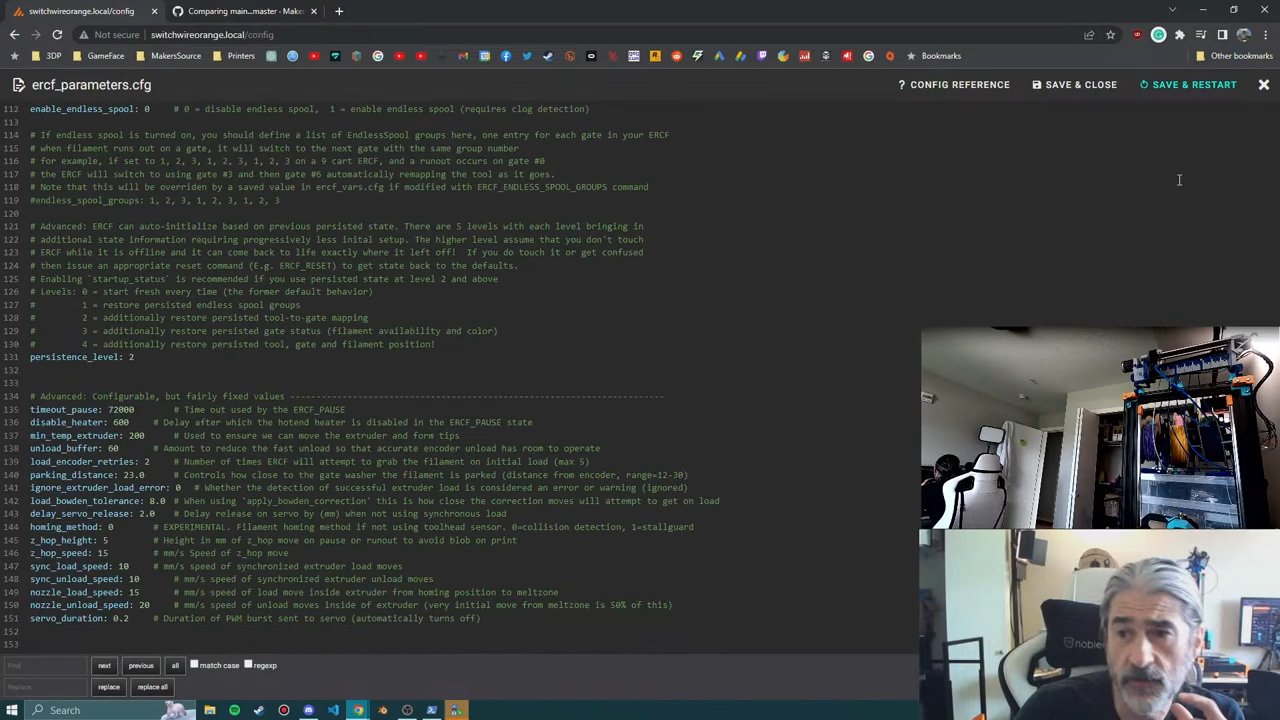 switchwireorange.local/config
Comparing main...master · Make
Not secure
switchwireorange.local/config
3DP
GameFace
MakersSource
Printers
Bookmarks
Other bookmarks
ercf_parameters.cfg
? CONFIG REFERENCE
SAVE & CLOSE
SAVE & RESTART
112 enable_endless_spool: 0 # 0 = disable endless spool, 1 = enable endless spool (requires clog detection)
113
114 # If endless spool is turned on, you should define a list of EndlessSpool groups here, one entry for each gate in your ERCF
115 # when filament runs out on a gate, it will switch to the next gate with the same group number
116 # for example, if set to 1, 2, 3, 1, 2, 3, 1, 2, 3 on a 9 cart ERCF, and a runout occurs on gate #0
117 # the ERCF will switch to using gate #3 and then gate #6 automatically remapping the tool as it goes.
118 # Note that this will be overriden by a saved value in ercf_vars.cfg if modified with ERCF_ENDLESS_SPOOL_GROUPS command
119 #endless_spool_groups: 1, 2, 3, 1, 2, 3, 1, 2, 3
120
121 # Advanced: ERCF can auto-initialize based on previous persisted state. There are 5 levels with each level bringing in
122 # additional state information requiring progressively less inital setup. The higher level assume that you don't touch
123 # ERCF while it is offline and it can come back to life exactly where it left off! If you do touch it or get confused
124 # then issue an appropriate reset command (E.g. ERCF_RESET) to get state back to the defaults.
125 # Enabling `startup_status` is recommended if you use persisted state at level 2 and above
126 # Levels: 0 = start fresh every time (the former default behavior)
127 # 1 = restore persisted endless spool groups
128 # 2 = additionally restore persisted tool-to-gate mapping
129 # 3 = additionally restore persisted gate status (filament availability and color)
130 # 4 = additionally restore persisted tool, gate and filament position!
131 persistence_level: 2
132
133
134 # Advanced: Configurable, but fairly fixed values -----------------------------------------------------------------
135 timeout_pause: 72000 # Time out used by the ERCF_PAUSE
136 disable_heater: 600 # Delay after which the hotend heater is disabled in the ERCF_PAUSE state
137 min_temp_extruder: 200 # Used to ensure we can move the extruder and form tips
138 unload_buffer: 60 # Amount to reduce the fast unload so that accurate encoder unload has room to operate
139 load_encoder_retries: 2 # Number of times ERCF will attempt to grab the filament on initial load (max 5)
140 parking_distance: 23.0 # Controls how close to the gate washer the filament is parked (distance from encoder, range=12-30)
141 ignore_extruder_load_error: 0 # Whether the detection of successful extruder load is considered an error or warning (ignored)
142 load_bowden_tolerance: 8.0 # When using 'apply_bowden_correction' this is how close the correction moves will attempt to get on load
143 delay_servo_release: 2.0 # Delay release on servo by (mm) when not using synchronous load
144 homing_method: 0 # EXPERIMENTAL. Filament homing method if not using toolhead sensor. 0=collision detection, 1=stallguard
145 z_hop_height: 5 # Height in mm of z_hop move on pause or runout to avoid blob on print
146 z_hop_speed: 15 # mm/s Speed of z_hop move
147 sync_load_speed: 10 # mm/s speed of synchronized extruder load moves
148 sync_unload_speed: 10 # mm/s speed of synchronized extruder unload moves
149 nozzle_load_speed: 15 # mm/s speed of load move inside extruder from homing position to meltzone
150 nozzle_unload_speed: 20 # mm/s speed of unload moves inside of extruder (very initial move from meltzone is 50% of this)
151 servo_duration: 0.2 # Duration of PWM burst sent to servo (automatically turns off)
152
153
Find
next
previous
all
match case
regexp
Replace
replace
replace all
Search